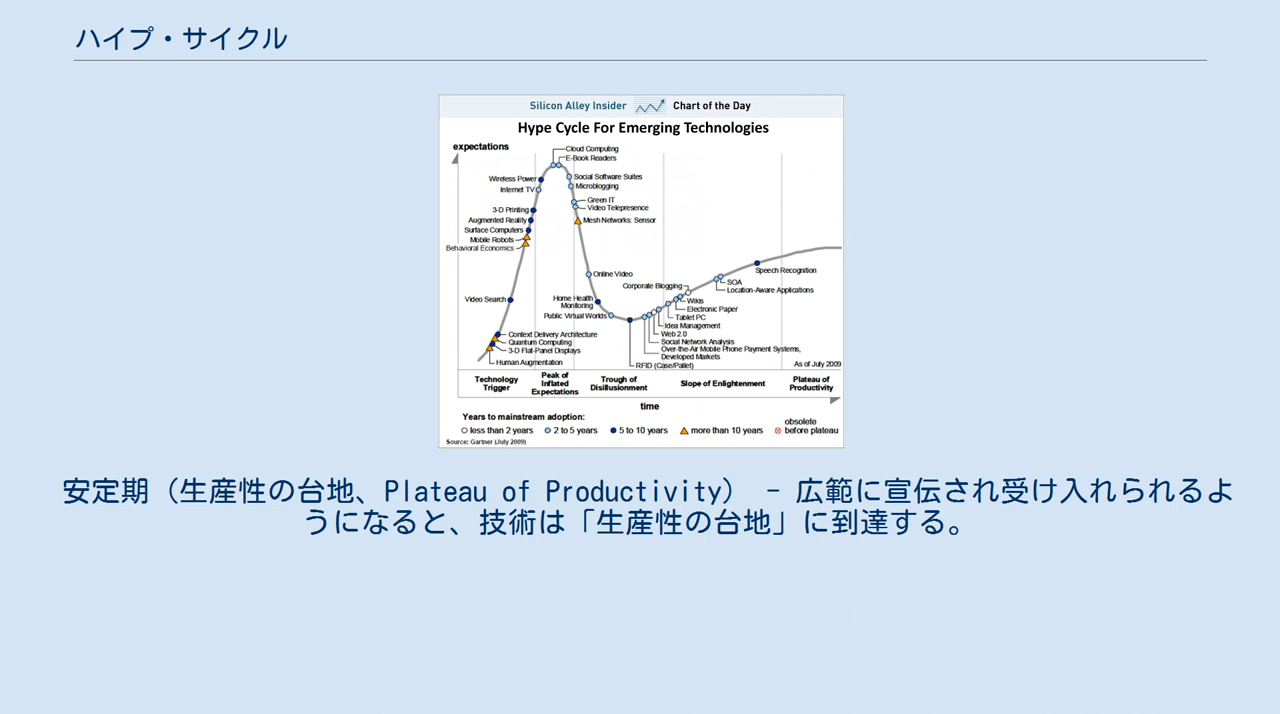 ハイプ・サイクル
Silicon Alley Insider Chart of the Day
Hype Cycle For Emerging Technologies
expectations
Cloud Computing
E-Book Readers
Wireless Power
Social Software Suites
Internet TV
Microblogging
Green IT
Video Telepresence
3-D Printing
Augmented Reality
Mesh Networks: Sensor
Surface Computers
Mobile Robots
Behavioral Economics
Online Video
Speech Recognition
SOA
Location-Aware Applications
Corporate Blogging
Video Search
Home Health
Monitoring
Wikis
Electronic Paper
Public Virtual Worlds
Tablet PC
Idea Management
Web 2.0
Context Delivery Architecture
Quantum Computing
Social Network Analysis
3-D Flat-Panel Displays
Over-the-Air Mobile Phone Payment Systems,
Developed Markets
Human Augmentation
RFID (Case/Pallet)
As of July 2009
Technology
Trigger
Peak of
Inflated
Expectations
Trough of
Disillusionment
Slope of Enlightenment
Plateau of
Productivity
time
Years to mainstream adoption:
less than 2 years
2 to 5 years
5 to 10 years
more than 10 years
obsolete
before plateau
Source: Gartner (July 2009)
安定期（生産性の台地、Plateau of Productivity） - 広範に宣伝され受け入れられるよ
うになると、技術は「生産性の台地」に到達する。